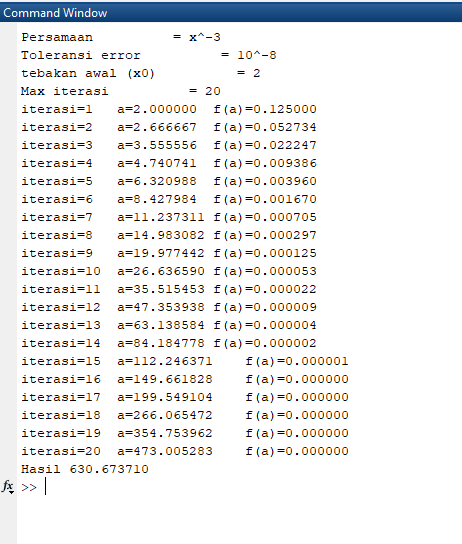 Command Window
Persamaan = x^-3
Toleransi error = 10^-8
tebakan awal (x0) = 2
Max iterasi = 20
iterasi=1 a=2.000000 f(a)=0.125000
iterasi=2 a=2.666667 f(a)=0.052734
iterasi=3 a=3.555556 f(a)=0.022247
iterasi=4 a=4.740741 f(a)=0.009386
iterasi=5 a=6.320988 f(a)=0.003960
iterasi=6 a=8.427984 f(a)=0.001670
iterasi=7 a=11.237311 f(a)=0.000705
iterasi=8 a=14.983082 f(a)=0.000297
iterasi=9 a=19.977442 f(a)=0.000125
iterasi=10 a=26.636590 f(a)=0.000053
iterasi=11 a=35.515453 f(a)=0.000022
iterasi=12 a=47.353938 f(a)=0.000009
iterasi=13 a=63.138584 f(a)=0.000004
iterasi=14 a=84.184778 f(a)=0.000002
iterasi=15 a=112.246371 f(a)=0.000001
iterasi=16 a=149.661828 f(a)=0.000000
iterasi=17 a=199.549104 f(a)=0.000000
iterasi=18 a=266.065472 f(a)=0.000000
iterasi=19 a=354.753962 f(a)=0.000000
iterasi=20 a=473.005283 f(a)=0.000000
Hasil 630.673710
fx >>